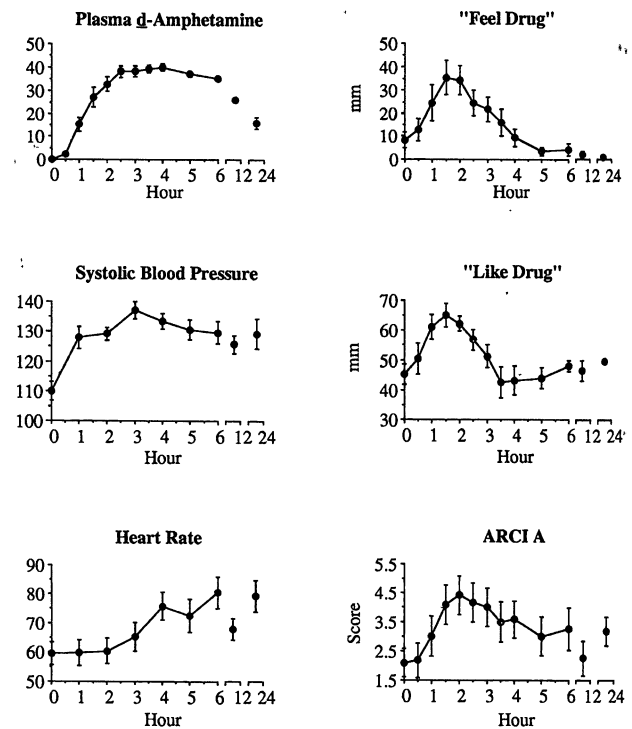 Plasma d-Amphetamine
50
40
30
20
10
0
0 1 2 3 4 5 6 12 24
Hour
"Feel Drug"
mm
50
40
30
20
10
0
0 1 2 3 4 5 6 12 24
Hour
Systolic Blood Pressure
140
130
120
110
100
0 1 2 3 4 5 6 12 24
Hour
"Like Drug"
mm
70
60
50
40
30
0 1 2 3 4 5 6 12 24
Hour
Heart Rate
90
80
70
60
50
0 1 2 3 4 5 6 12 24
Hour
ARCI A
Score
5.5
4.5
3.5
2.5
1.5
0 1 2 3 4 5 6 12 24
Hour